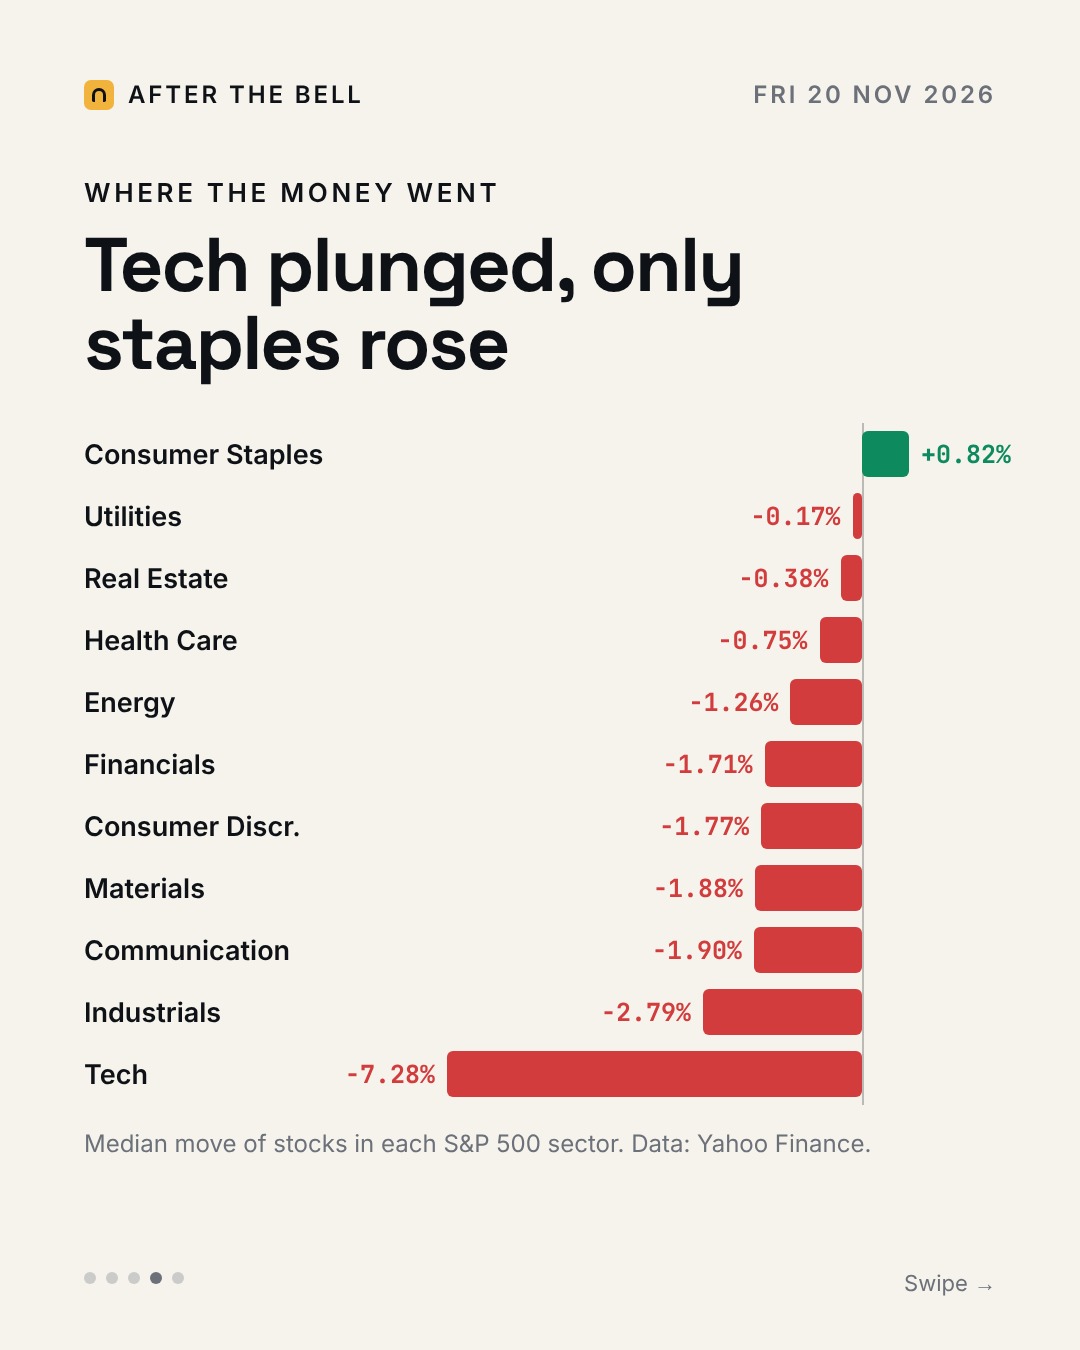 AFTER THE BELL
FRI 20 NOV 2026
WHERE THE MONEY WENT
Tech plunged, only
staples rose
Consumer Staples +0.82%
Utilities -0.17%
Real Estate -0.38%
Health Care -0.75%
Energy -1.26%
Financials -1.71%
Consumer Discr. -1.77%
Materials -1.88%
Communication -1.90%
Industrials -2.79%
Tech -7.28%
Median move of stocks in each S&P 500 sector. Data: Yahoo Finance.
Swipe →